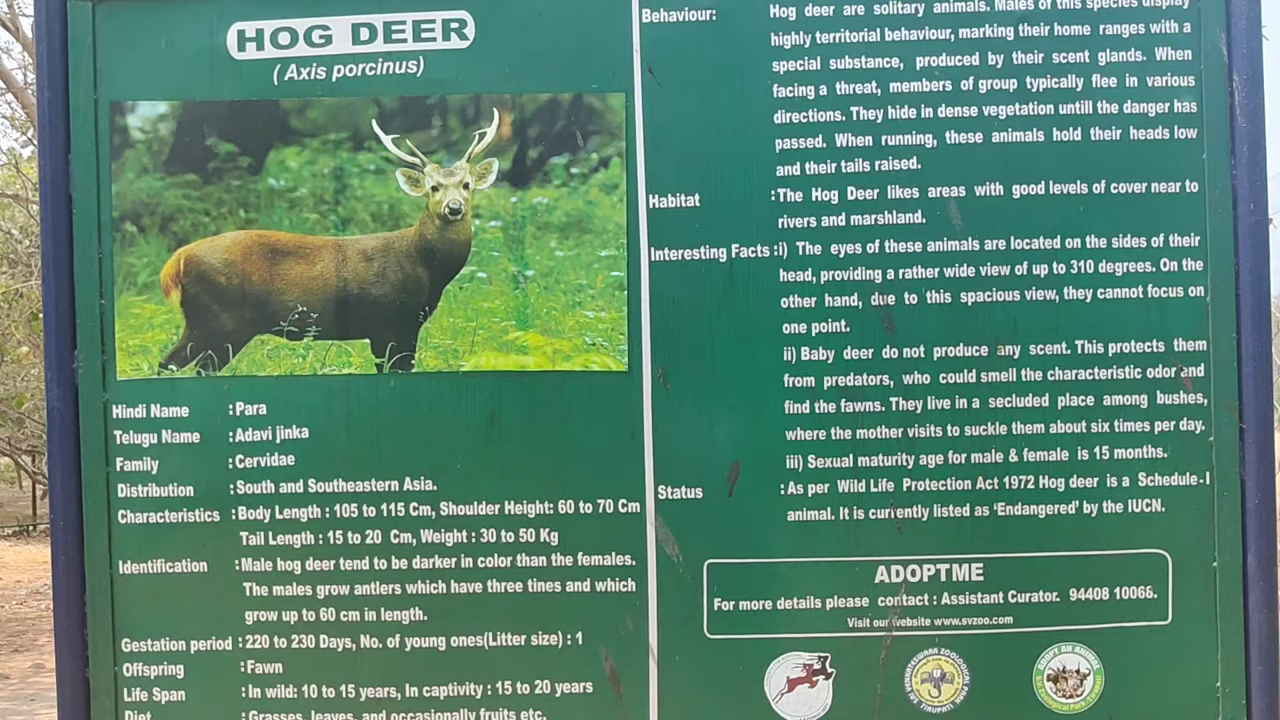 HOG DEER
( Axis porcinus)
Hindi Name : Para
Telugu Name : Adavi jinka
Family : Cervidae
Distribution : South and Southeastern Asia.
Characteristics : Body Length : 105 to 115 Cm, Shoulder Height: 60 to 70 Cm
Tail Length : 15 to 20 Cm, Weight : 30 to 50 Kg
Identification : Male hog deer tend to be darker in color than the females.
The males grow antlers which have three tines and which
grow up to 60 cm in length.
Gestation period : 220 to 230 Days, No. of young ones(Litter size) : 1
Offspring : Fawn
Life Span : In wild: 10 to 15 years, In captivity : 15 to 20 years
Diet : Grasses, leaves, and occasionally fruits etc.
Behaviour: Hog deer are solitary animals. Males of this species display
highly territorial behaviour, marking their home ranges with a
special substance, produced by their scent glands. When
facing a threat, members of group typically flee in various
directions. They hide in dense vegetation untill the danger has
passed. When running, these animals hold their heads low
and their tails raised.
Habitat : The Hog Deer likes areas with good levels of cover near to
rivers and marshland.
Interesting Facts : i) The eyes of these animals are located on the sides of their
head, providing a rather wide view of up to 310 degrees. On the
other hand, due to this spacious view, they cannot focus on
one point.
ii) Baby deer do not produce any scent. This protects them
from predators, who could smell the characteristic odor and
find the fawns. They live in a secluded place among bushes,
where the mother visits to suckle them about six times per day.
iii) Sexual maturity age for male & female is 15 months.
Status : As per Wild Life Protection Act 1972 Hog deer is a Schedule-I
animal. It is currently listed as ‘Endangered’ by the IUCN.
ADOPTME
For more details please contact : Assistant Curator. 94408 10066.
Visit our website www.svzoo.com
SRI VENKATESWARA ZOOLOGICAL PARK
TIRUPATI
ADOPT AN ANIMAL